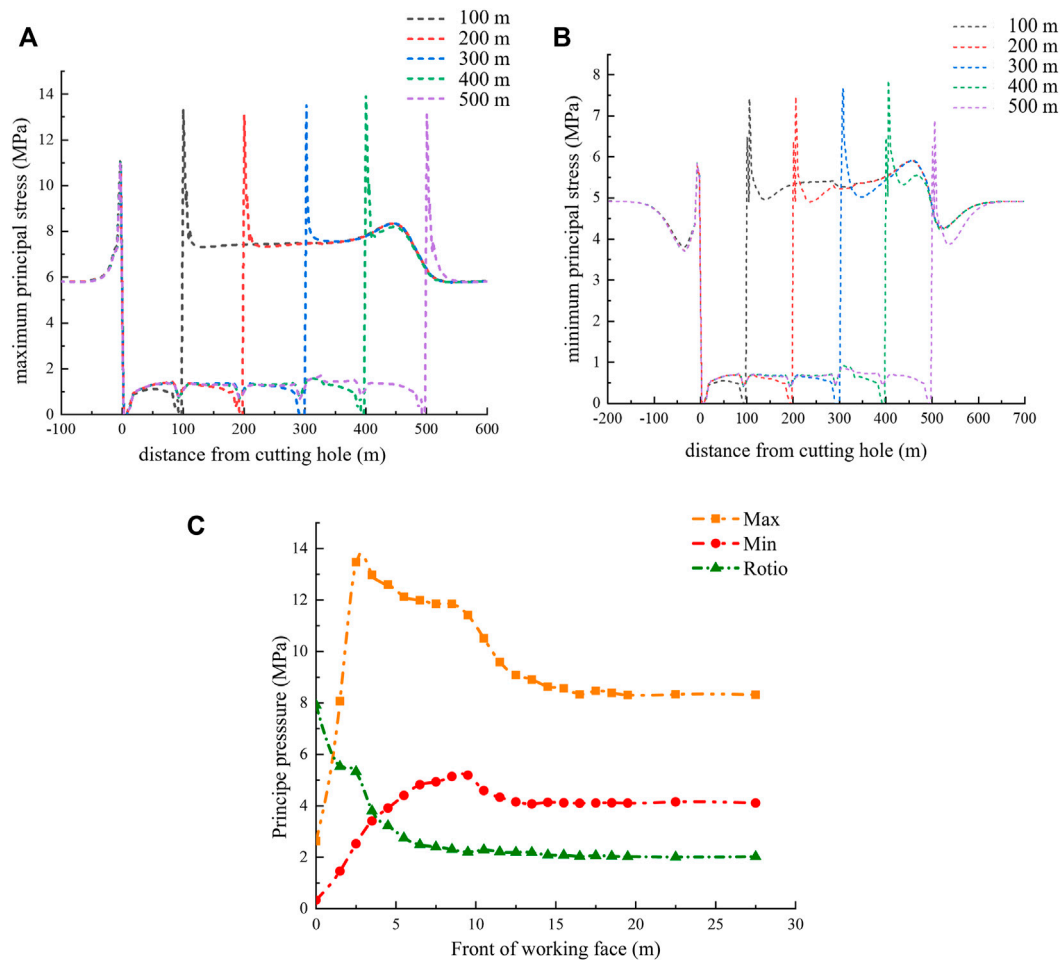 A
100 m
200 m
300 m
400 m
500 m
maximum principal stress (MPa)
14
12
10
8
6
4
2
0
-100 0 100 200 300 400 500 600
distance from cutting hole (m)
B
100 m
200 m
300 m
400 m
500 m
minimum principal stress (MPa)
8
7
6
5
4
3
2
1
0
-200 -100 0 100 200 300 400 500 600 700
distance from cutting hole (m)
C
Max
Min
Rotio
Principe presssure (MPa)
14
12
10
8
6
4
2
0
0 5 10 15 20 25 30
Front of working face (m)